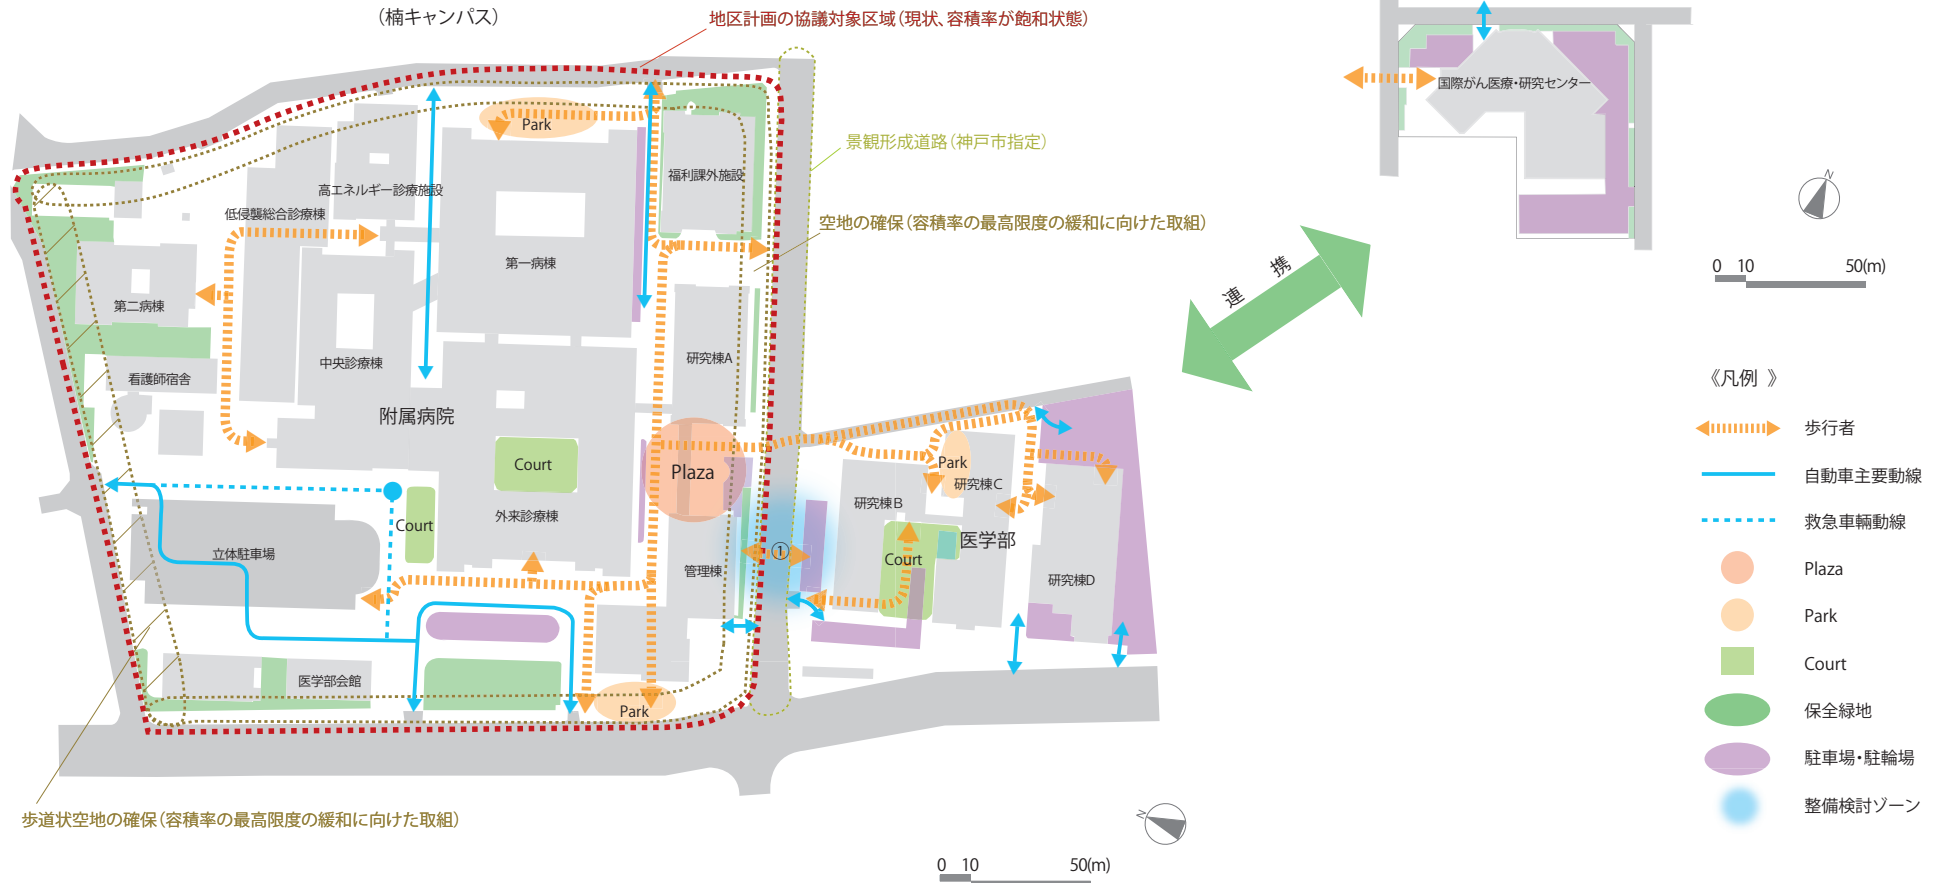 （楠キャンパス）
地区計画の協議対象区域（現状、容積率が飽和状態）
国際がん医療・研究センター
N
0 10 50(m)
Park
景観形成道路（神戸市指定）
福利課外施設
高エネルギー診療施設
低侵襲総合診療棟
空地の確保（容積率の最高限度の緩和に向けた取組）
第一病棟
連携
第二病棟
研究棟A
中央診療棟
看護師宿舎
附属病院
《凡例 》
歩行者
自動車主要動線
救急車輛動線
Plaza
Park
Court
保全緑地
駐車場・駐輪場
整備検討ゾーン
Court
Plaza
Park
研究棟C
研究棟B
外来診療棟
Court
医学部
立体駐車場
①
Court
管理棟
研究棟D
医学部会館
Park
歩道状空地の確保（容積率の最高限度の緩和に向けた取組）
N
0 10 50(m)